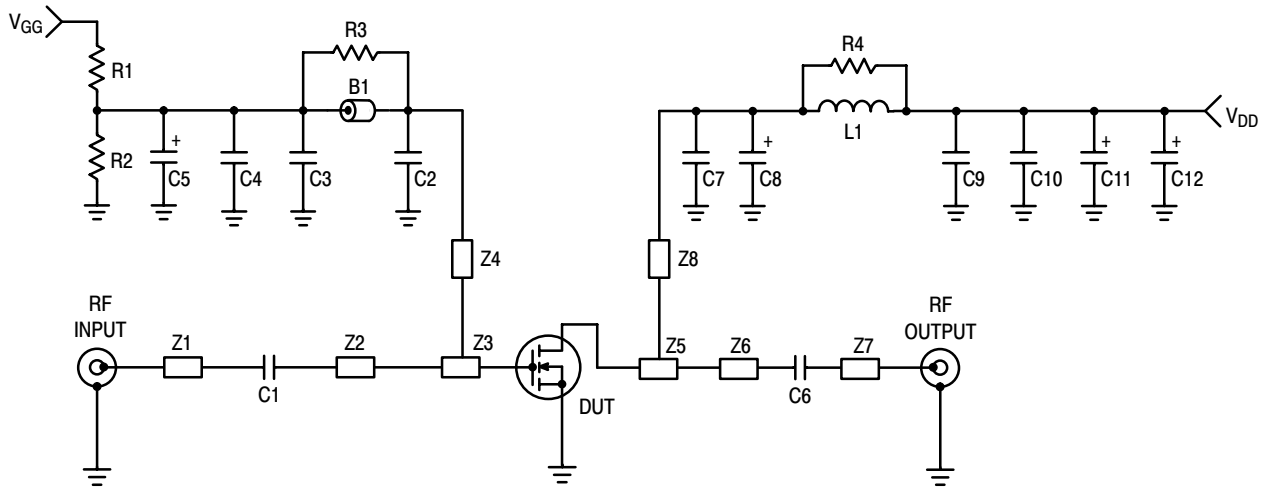 VGG
R1
R2
R3
B1
C5
C4
C3
C2
Z4
R4
L1
VDD
C7
C8
C9
C10
C11
C12
+
+
+
+
Z8
RF
INPUT
Z1
C1
Z2
Z3
DUT
Z5
Z6
C6
Z7
RF
OUTPUT